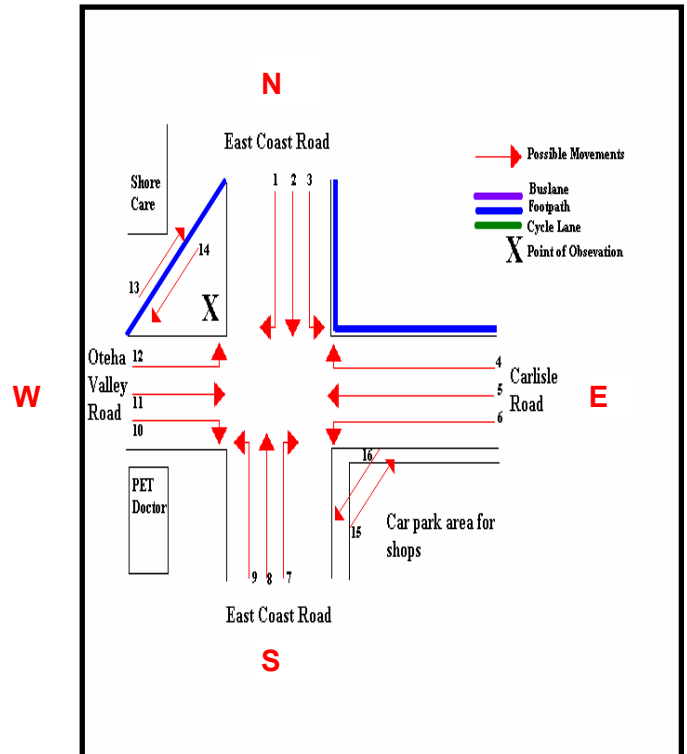 N
East Coast Road
1 2 3
Possible Movements
Buslane
Footpath
Cycle Lane
X Point of Obsevation
Shore
Care
14
13
X
Oteha
Valley
Road
12
11
10
W
4
5
6
Carlisle
Road
E
PET
Doctor
16
15
Car park area for
shops
9 8 7
East Coast Road
S